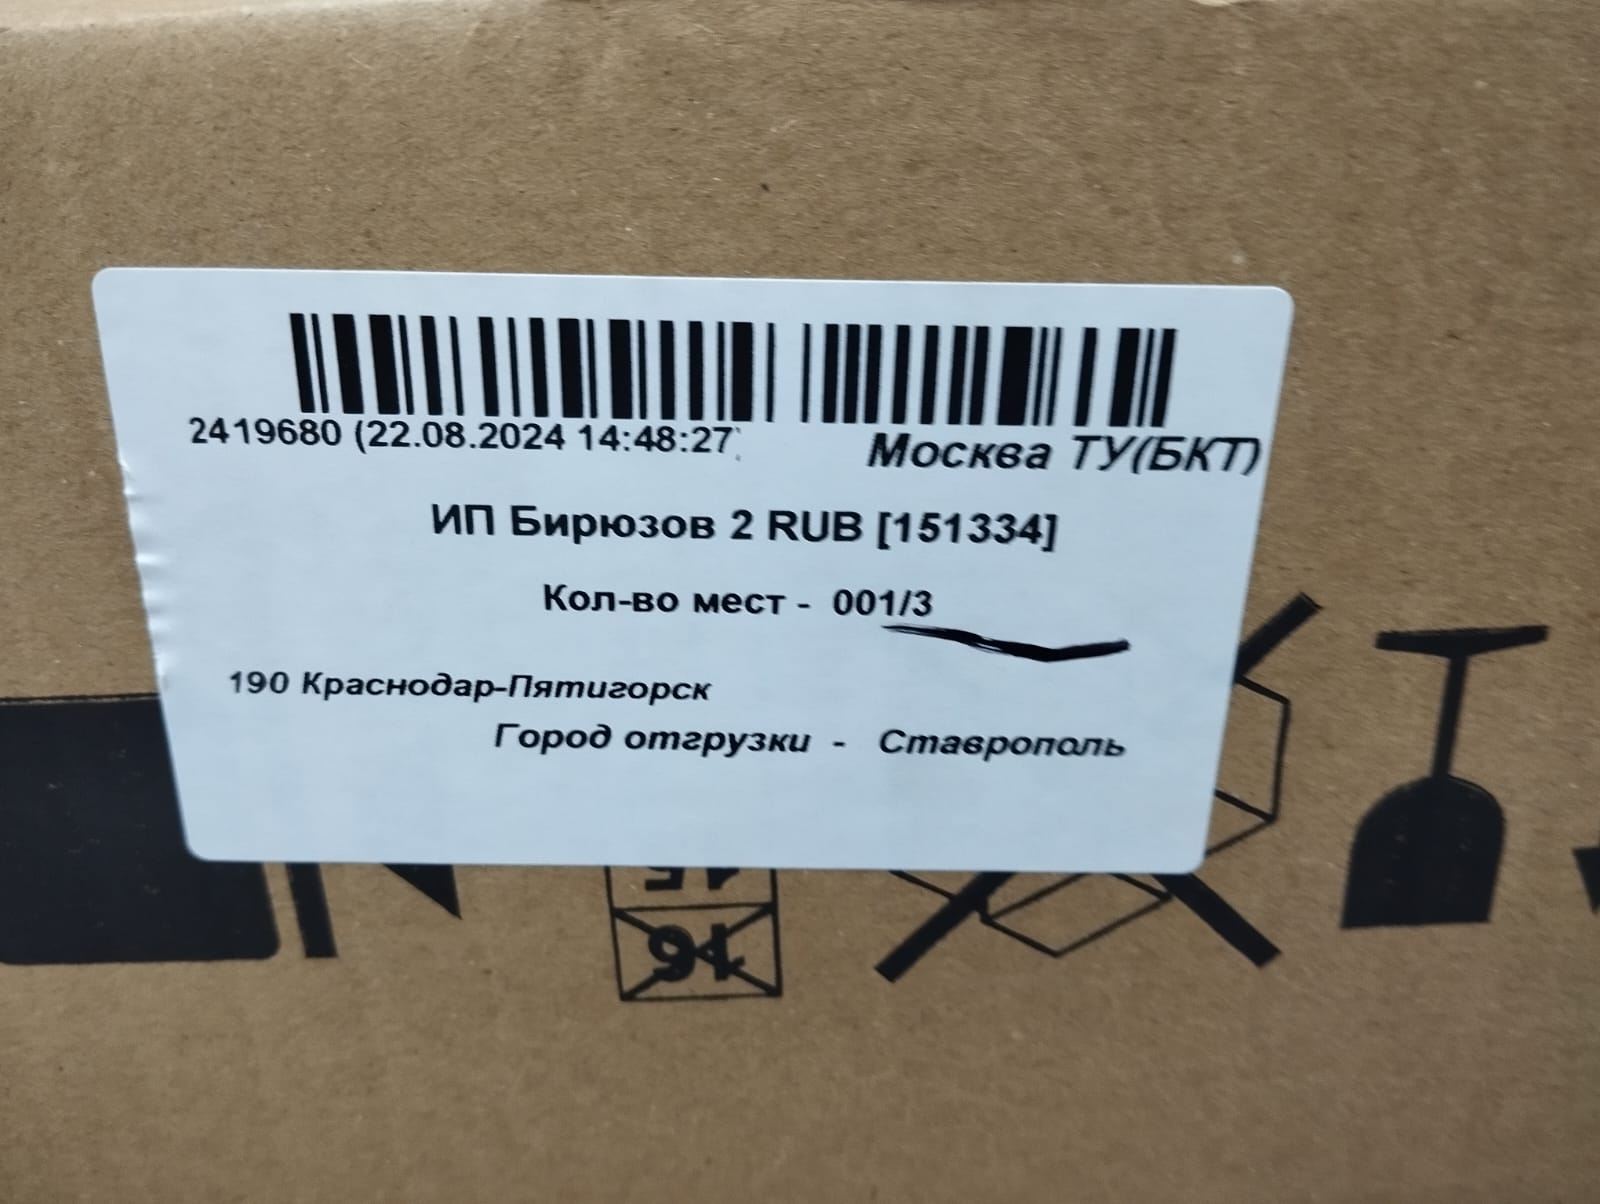 2419680 (22.08.2024 14:48:27
Москва ТУ(БКТ)
ИП Бирюзов 2 RUB [151334]
Кол-во мест - 001/3
190 Краснодар-Пятигорск
Город отгрузки - Ставрополь
15
16